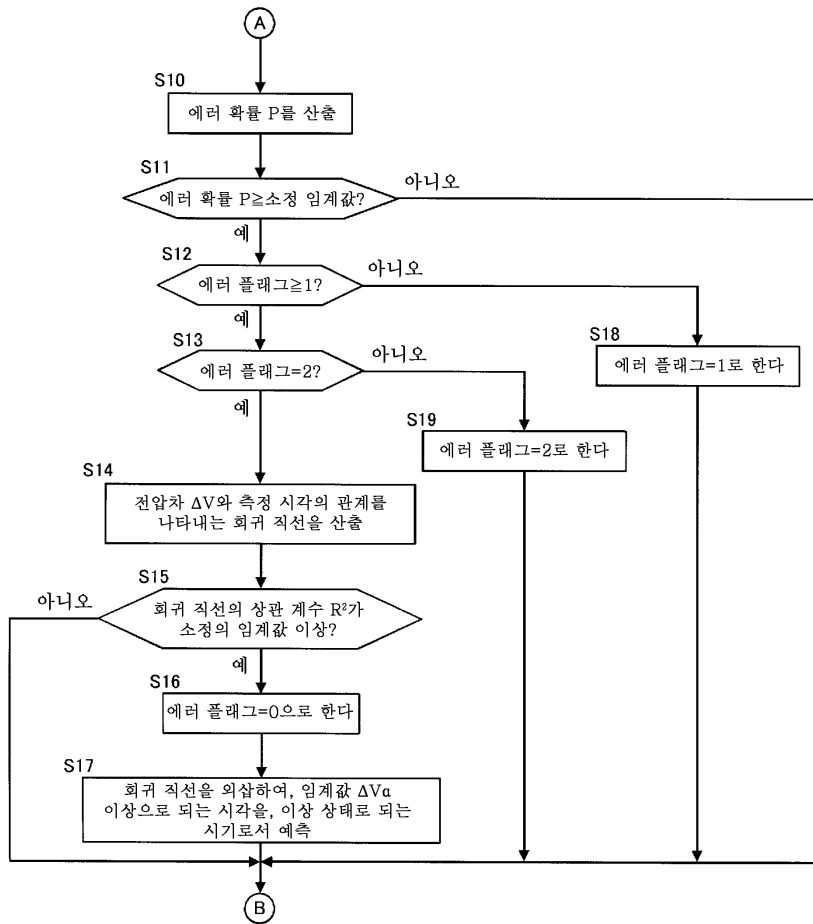 A
S10
에러 확률 P를 산출
S11
에러 확률 P≧소정 임계값?
아니오
예
S12
에러 플래그≧1?
아니오
예
S13
에러 플래그=2?
아니오
예
S18
에러 플래그=1로 한다
S19
에러 플래그=2로 한다
S14
전압차 ΔV와 측정 시각의 관계를
나타내는 회귀 직선을 산출
S15
아니오
회귀 직선의 상관 계수 R²가
소정의 임계값 이상?
예
S16
에러 플래그=0으로 한다
S17
회귀 직선을 외삽하여, 임계값 ΔVα
이상으로 되는 시각을, 이상 상태로 되는
시기로서 예측
B